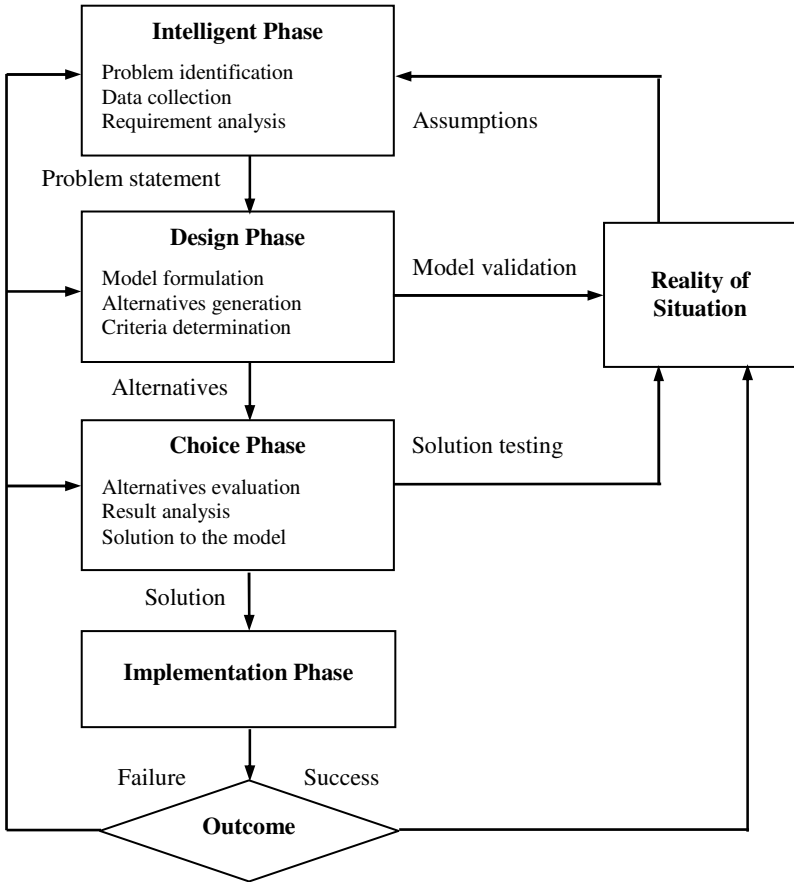 Intelligent Phase
Problem identification
Data collection
Requirement analysis
Assumptions
Problem statement
Design Phase
Model formulation
Alternatives generation
Criteria determination
Model validation
Reality of
Situation
Alternatives
Choice Phase
Alternatives evaluation
Result analysis
Solution to the model
Solution testing
Solution
Implementation Phase
Failure
Success
Outcome